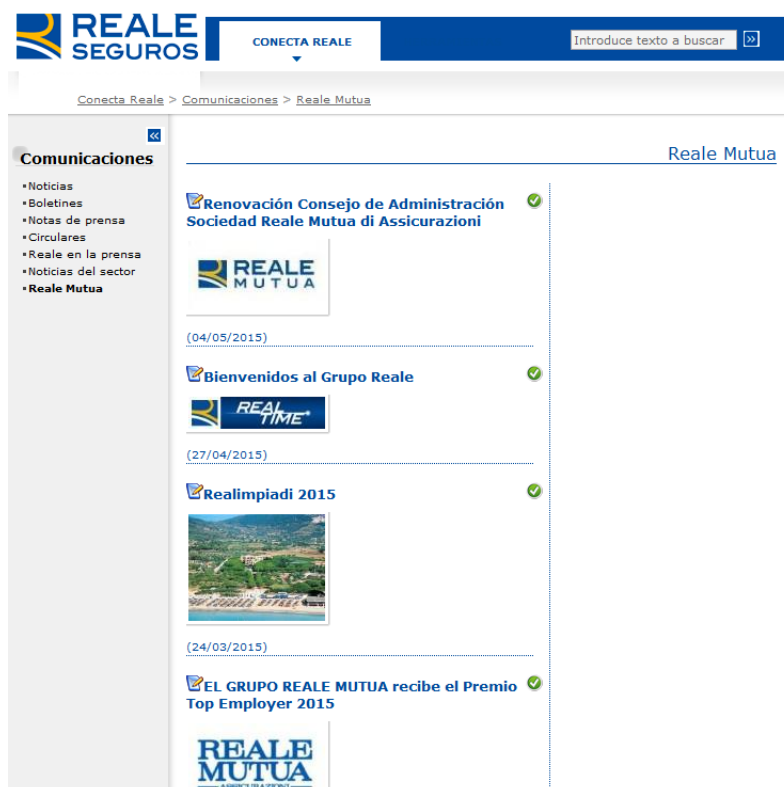 REALE
SEGUROS
CONECTA REALE
Introduce texto a buscar
Conecta Reale > Comunicaciones > Reale Mutua
Comunicaciones
Noticias
Boletines
Notas de prensa
Circulares
Reale en la prensa
Noticias del sector
Reale Mutua
Reale Mutua
Renovación Consejo de Administración
Sociedad Reale Mutua di Assicurazioni
REALE
MUTUA
(04/05/2015)
Bienvenidos al Grupo Reale
REAL
TIME
(27/04/2015)
Realimpiadi 2015
(24/03/2015)
EL GRUPO REALE MUTUA recibe el Premio
Top Employer 2015
REALE
MUTUA